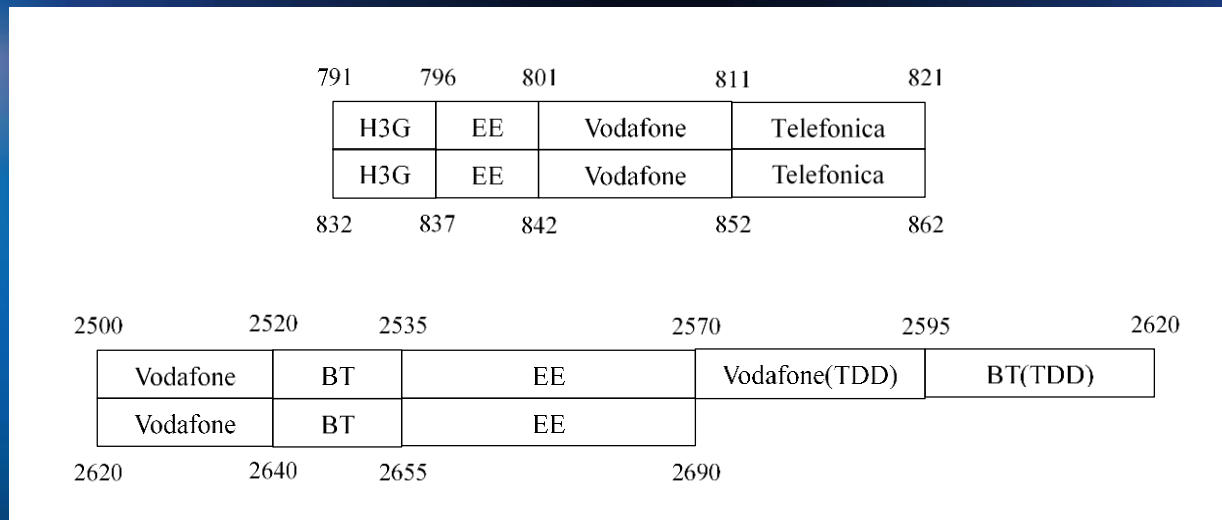 791 796 801 811 821
H3G EE Vodafone Telefonica
H3G EE Vodafone Telefonica
832 837 842 852 862
2500 2520 2535 2570 2595 2620
Vodafone BT EE Vodafone(TDD) BT(TDD)
Vodafone BT EE
2620 2640 2655 2690